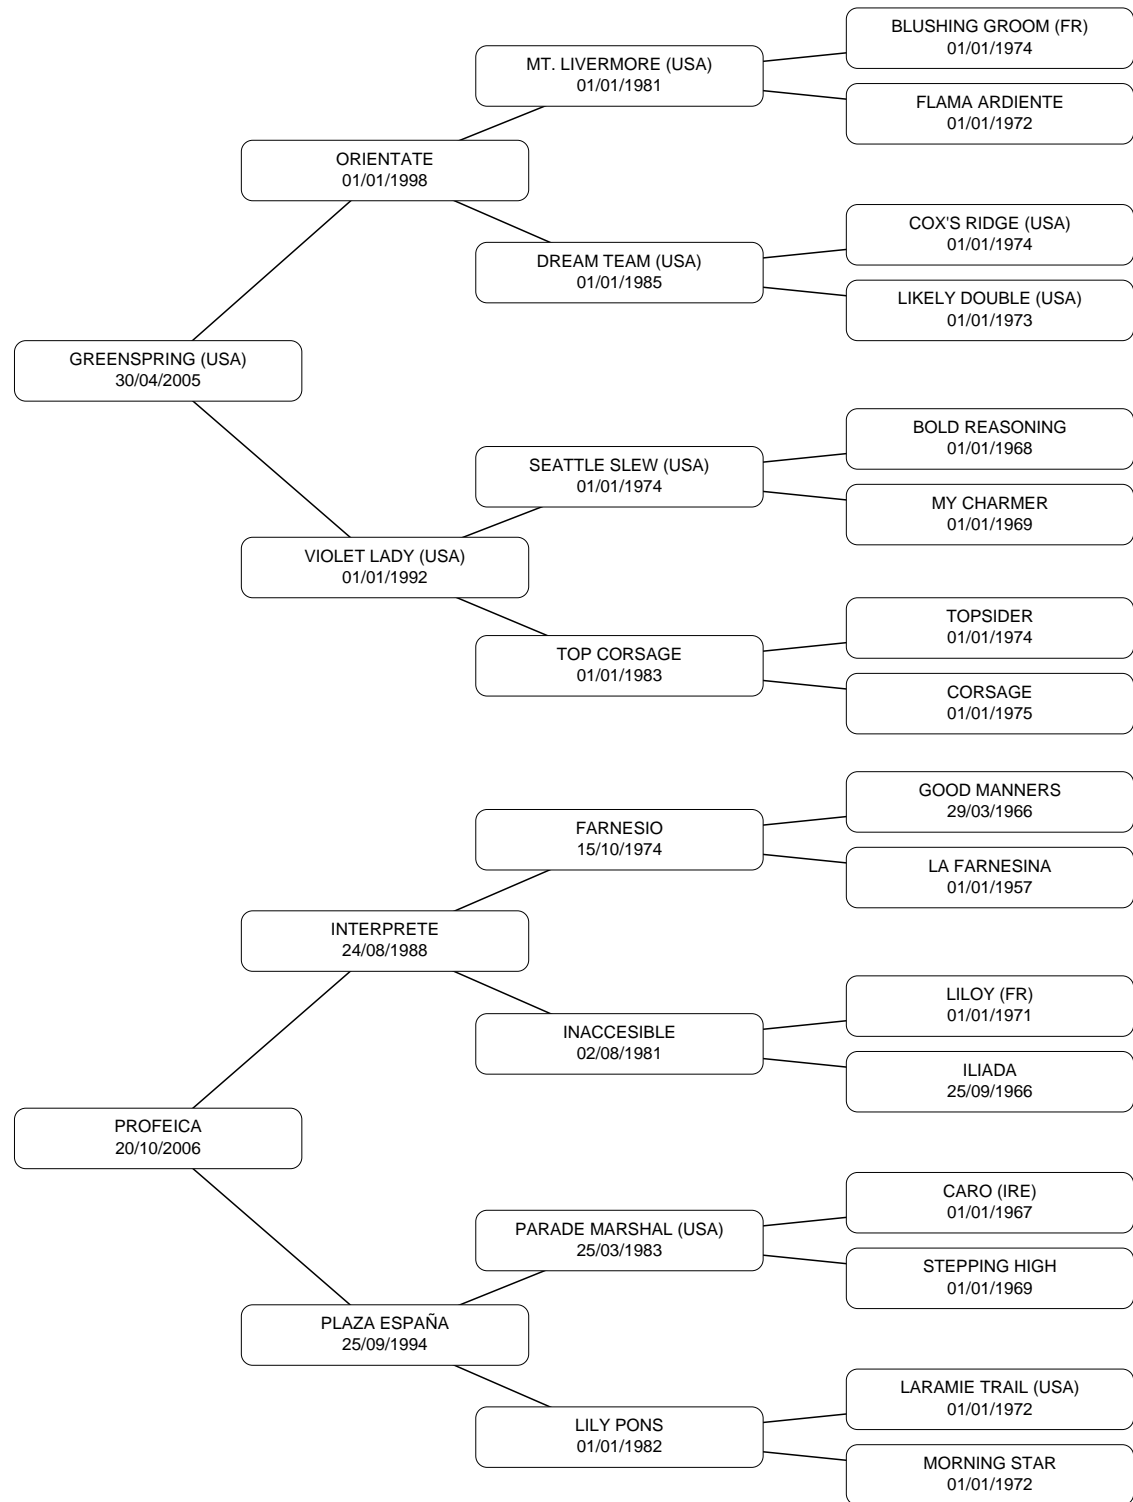 BLUSHING GROOM (FR)
01/01/1974
MT. LIVERMORE (USA)
01/01/1981
FLAMA ARDIENTE
01/01/1972
ORIENTATE
01/01/1998
COX'S RIDGE (USA)
01/01/1974
DREAM TEAM (USA)
01/01/1985
LIKELY DOUBLE (USA)
01/01/1973
GREENSPRING (USA)
30/04/2005
BOLD REASONING
01/01/1968
SEATTLE SLEW (USA)
01/01/1974
MY CHARMER
01/01/1969
VIOLET LADY (USA)
01/01/1992
TOPSIDER
01/01/1974
TOP CORSAGE
01/01/1983
CORSAGE
01/01/1975
GOOD MANNERS
29/03/1966
FARNESIO
15/10/1974
LA FARNESINA
01/01/1957
INTERPRETE
24/08/1988
LILOY (FR)
01/01/1971
INACCESIBLE
02/08/1981
ILIADA
25/09/1966
PROFEICA
20/10/2006
CARO (IRE)
01/01/1967
PARADE MARSHAL (USA)
25/03/1983
STEPPING HIGH
01/01/1969
PLAZA ESPAÑA
25/09/1994
LARAMIE TRAIL (USA)
01/01/1972
LILY PONS
01/01/1982
MORNING STAR
01/01/1972